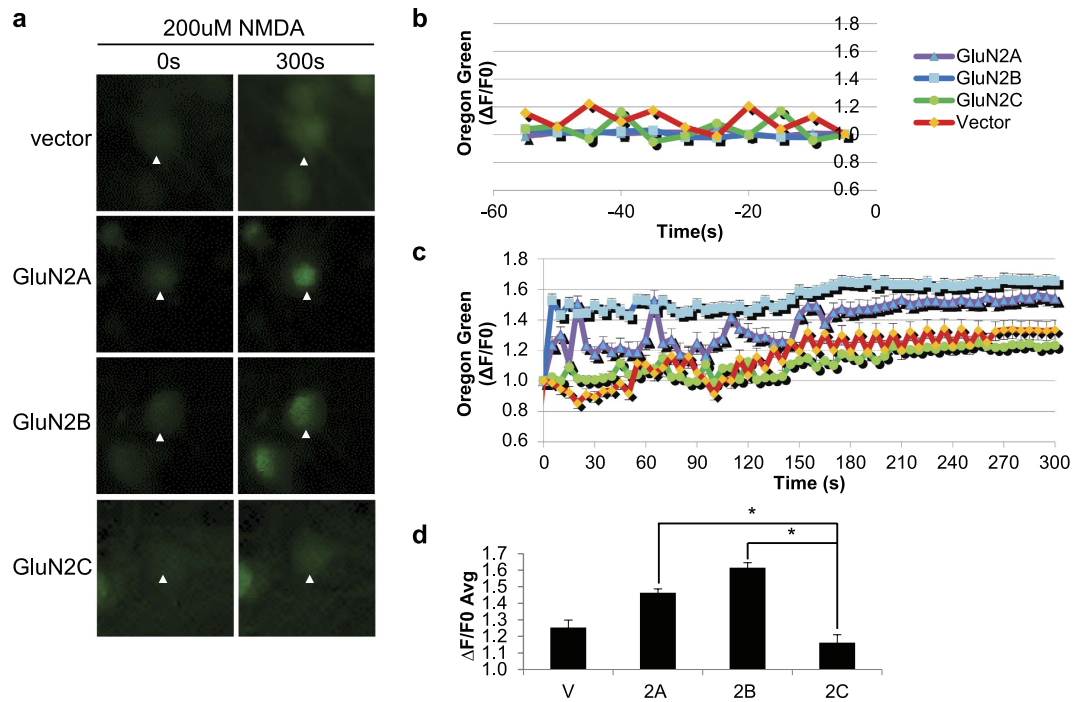 a
200uM NMDA
0s 300s
vector
GluN2A
GluN2B
GluN2C
b
Oregon Green
(ΔF/F0)
1.8
1.6
1.4
1.2
1.0
0.8
0.6
-60 -40 -20 0
Time(s)
GluN2A
GluN2B
GluN2C
Vector
c
Oregon Green
(ΔF/F0)
1.8
1.6
1.4
1.2
1.0
0.8
0.6
0 30 60 90 120 150 180 210 240 270 300
Time (s)
d
ΔF/F0 Avg
1.7
1.6
1.5
1.4
1.3
1.2
1.1
1.0
*
*
V 2A 2B 2C